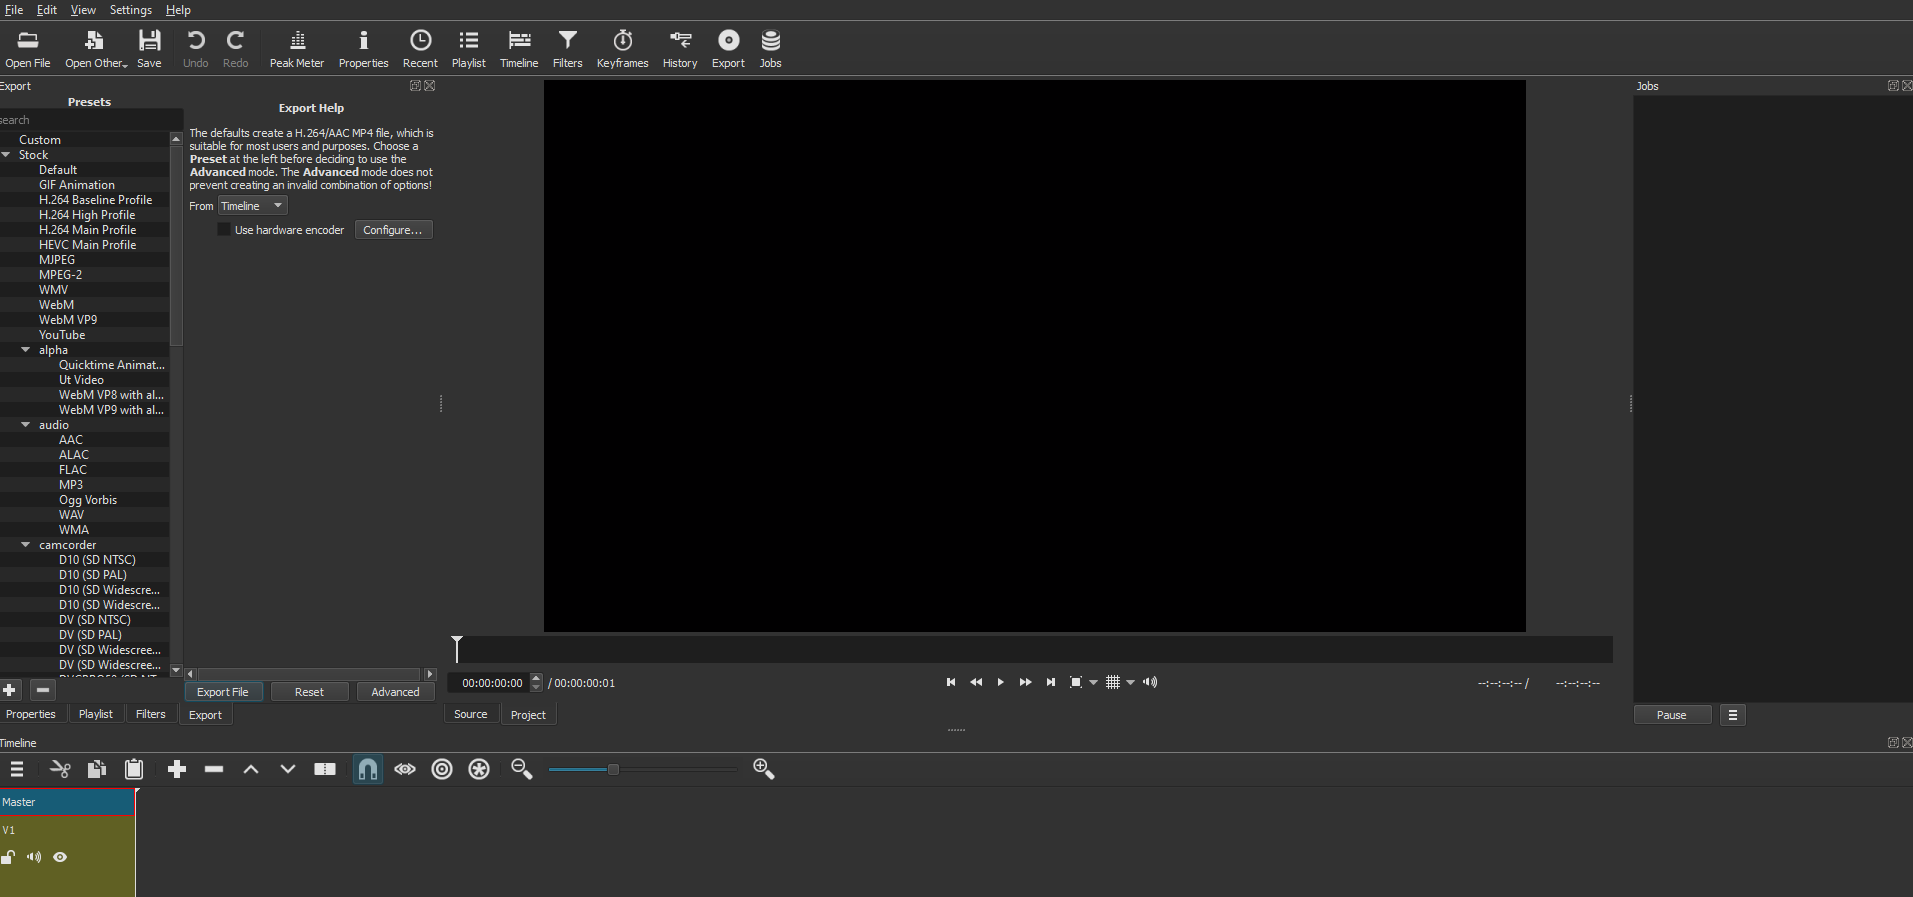 File Edit View Settings Help
Open File Open Other... Save Undo Redo Peak Meter Properties Recent Playlist Timeline Filters Keyframes History Export Jobs
Export
Presets
search
Custom
Stock
Default
GIF Animation
H.264 Baseline Profile
H.264 High Profile
H.264 Main Profile
HEVC Main Profile
MJPEG
MPEG-2
WMV
WebM
WebM VP9
YouTube
alpha
Quicktime Animat...
Ut Video
WebM VP8 with al...
WebM VP9 with al...
audio
AAC
ALAC
FLAC
MP3
Ogg Vorbis
WAV
WMA
camcorder
D10 (SD NTSC)
D10 (SD PAL)
D10 (SD Widescre...
D10 (SD Widescre...
DV (SD NTSC)
DV (SD PAL)
DV (SD Widescree...
DV (SD Widescree...
Export Help
The defaults create a H.264/AAC MP4 file, which is
suitable for most users and purposes. Choose a
Preset at the left before deciding to use the
Advanced mode. The Advanced mode does not
prevent creating an invalid combination of options!
From Timeline
Use hardware encoder Configure...
Export File Reset Advanced
Properties Playlist Filters Export
00:00:00:00 / 00:00:00:01
--:--:--:-- / --:--:--:--
Source Project
Jobs
Pause
Timeline
Master
V1